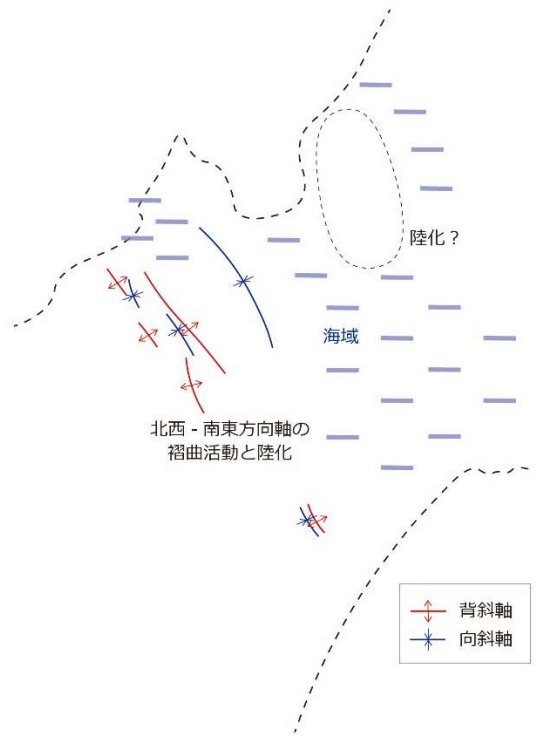 陸化？
海域
北西 - 南東方向軸の
褶曲活動と陸化
背斜軸
向斜軸